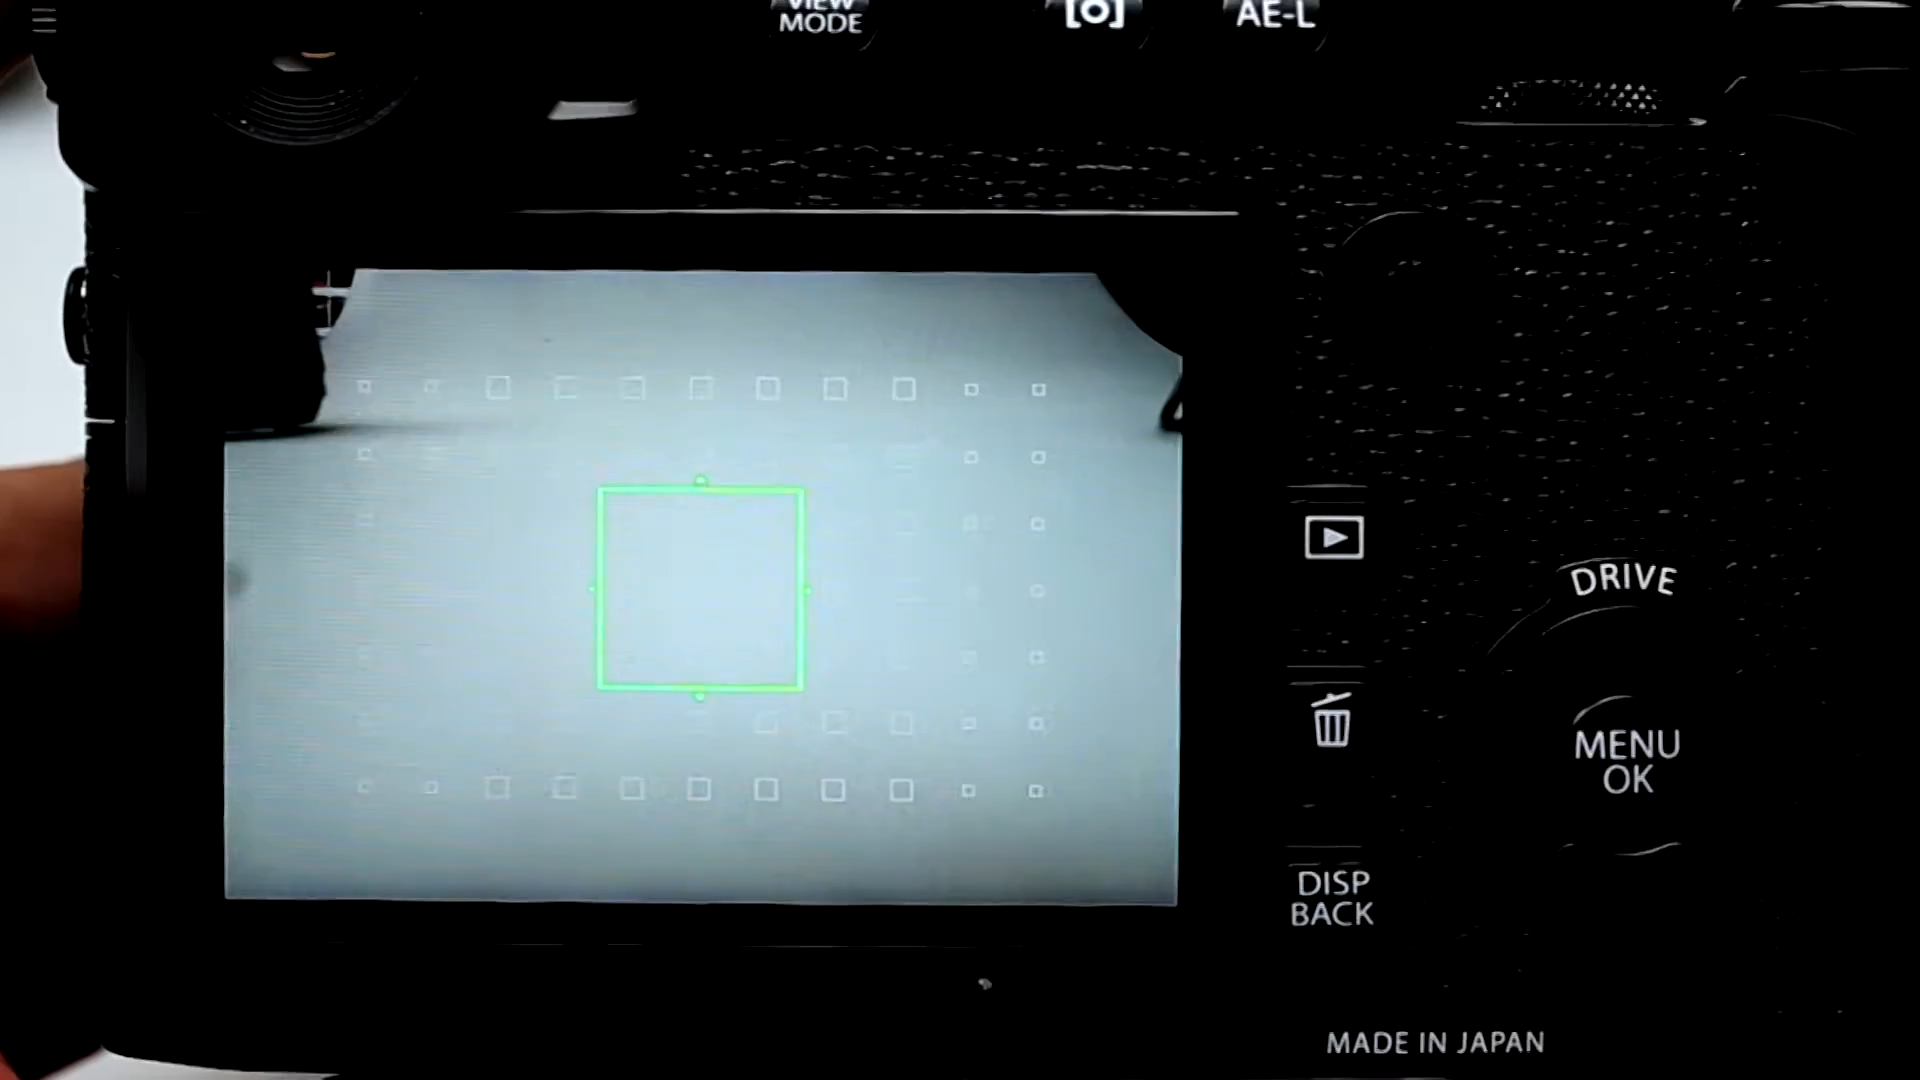 VIEW
MODE
AE-L
DRIVE
MENU
OK
DISP
BACK
MADE IN JAPAN